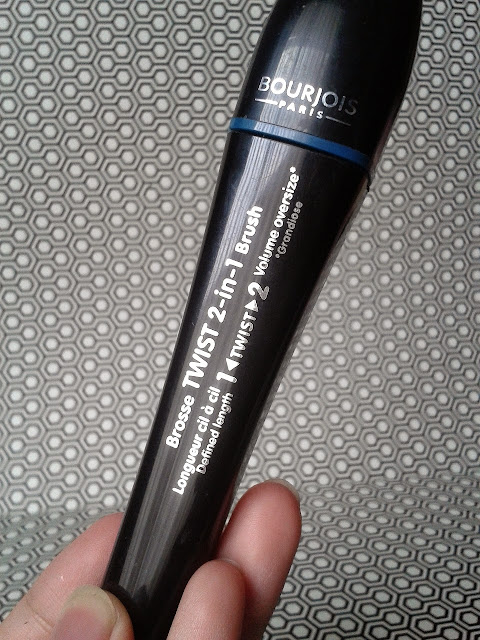 BOURJOIS
PARIS
Brosse TWIST 2-in-1 Brush
Longueur cil à cil 1 ◄TWIST► 2 Volume oversize*
Defined length *Grandiose